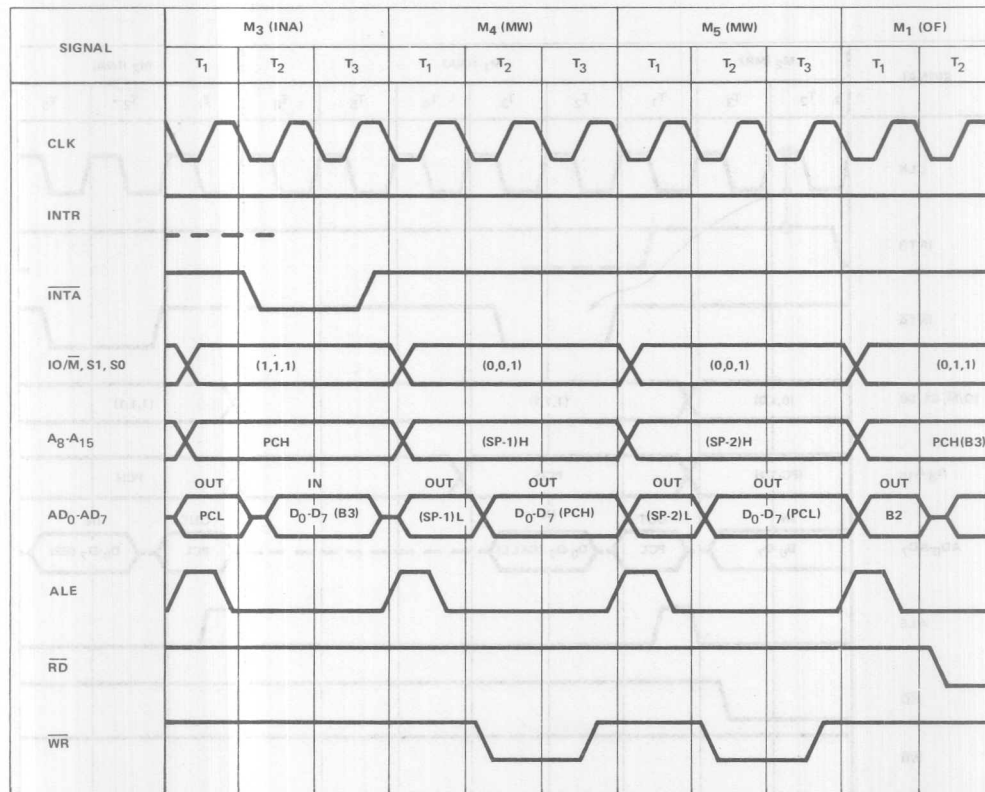 SIGNAL
M3 (INA)
M4 (MW)
M5 (MW)
M1 (OF)
T1 T2 T3 T1 T2 T3 T1 T2 T3 T1 T2
CLK
INTR
INTA
IO/M, S1, S0 (1,1,1) (0,0,1) (0,0,1) (0,1,1)
A8-A15 PCH (SP-1)H (SP-2)H PCH(B3)
OUT IN OUT OUT OUT OUT OUT
AD0-AD7 PCL D0-D7 (B3) (SP-1)L D0-D7 (PCH) (SP-2)L D0-D7 (PCL) B2
ALE
RD
WR